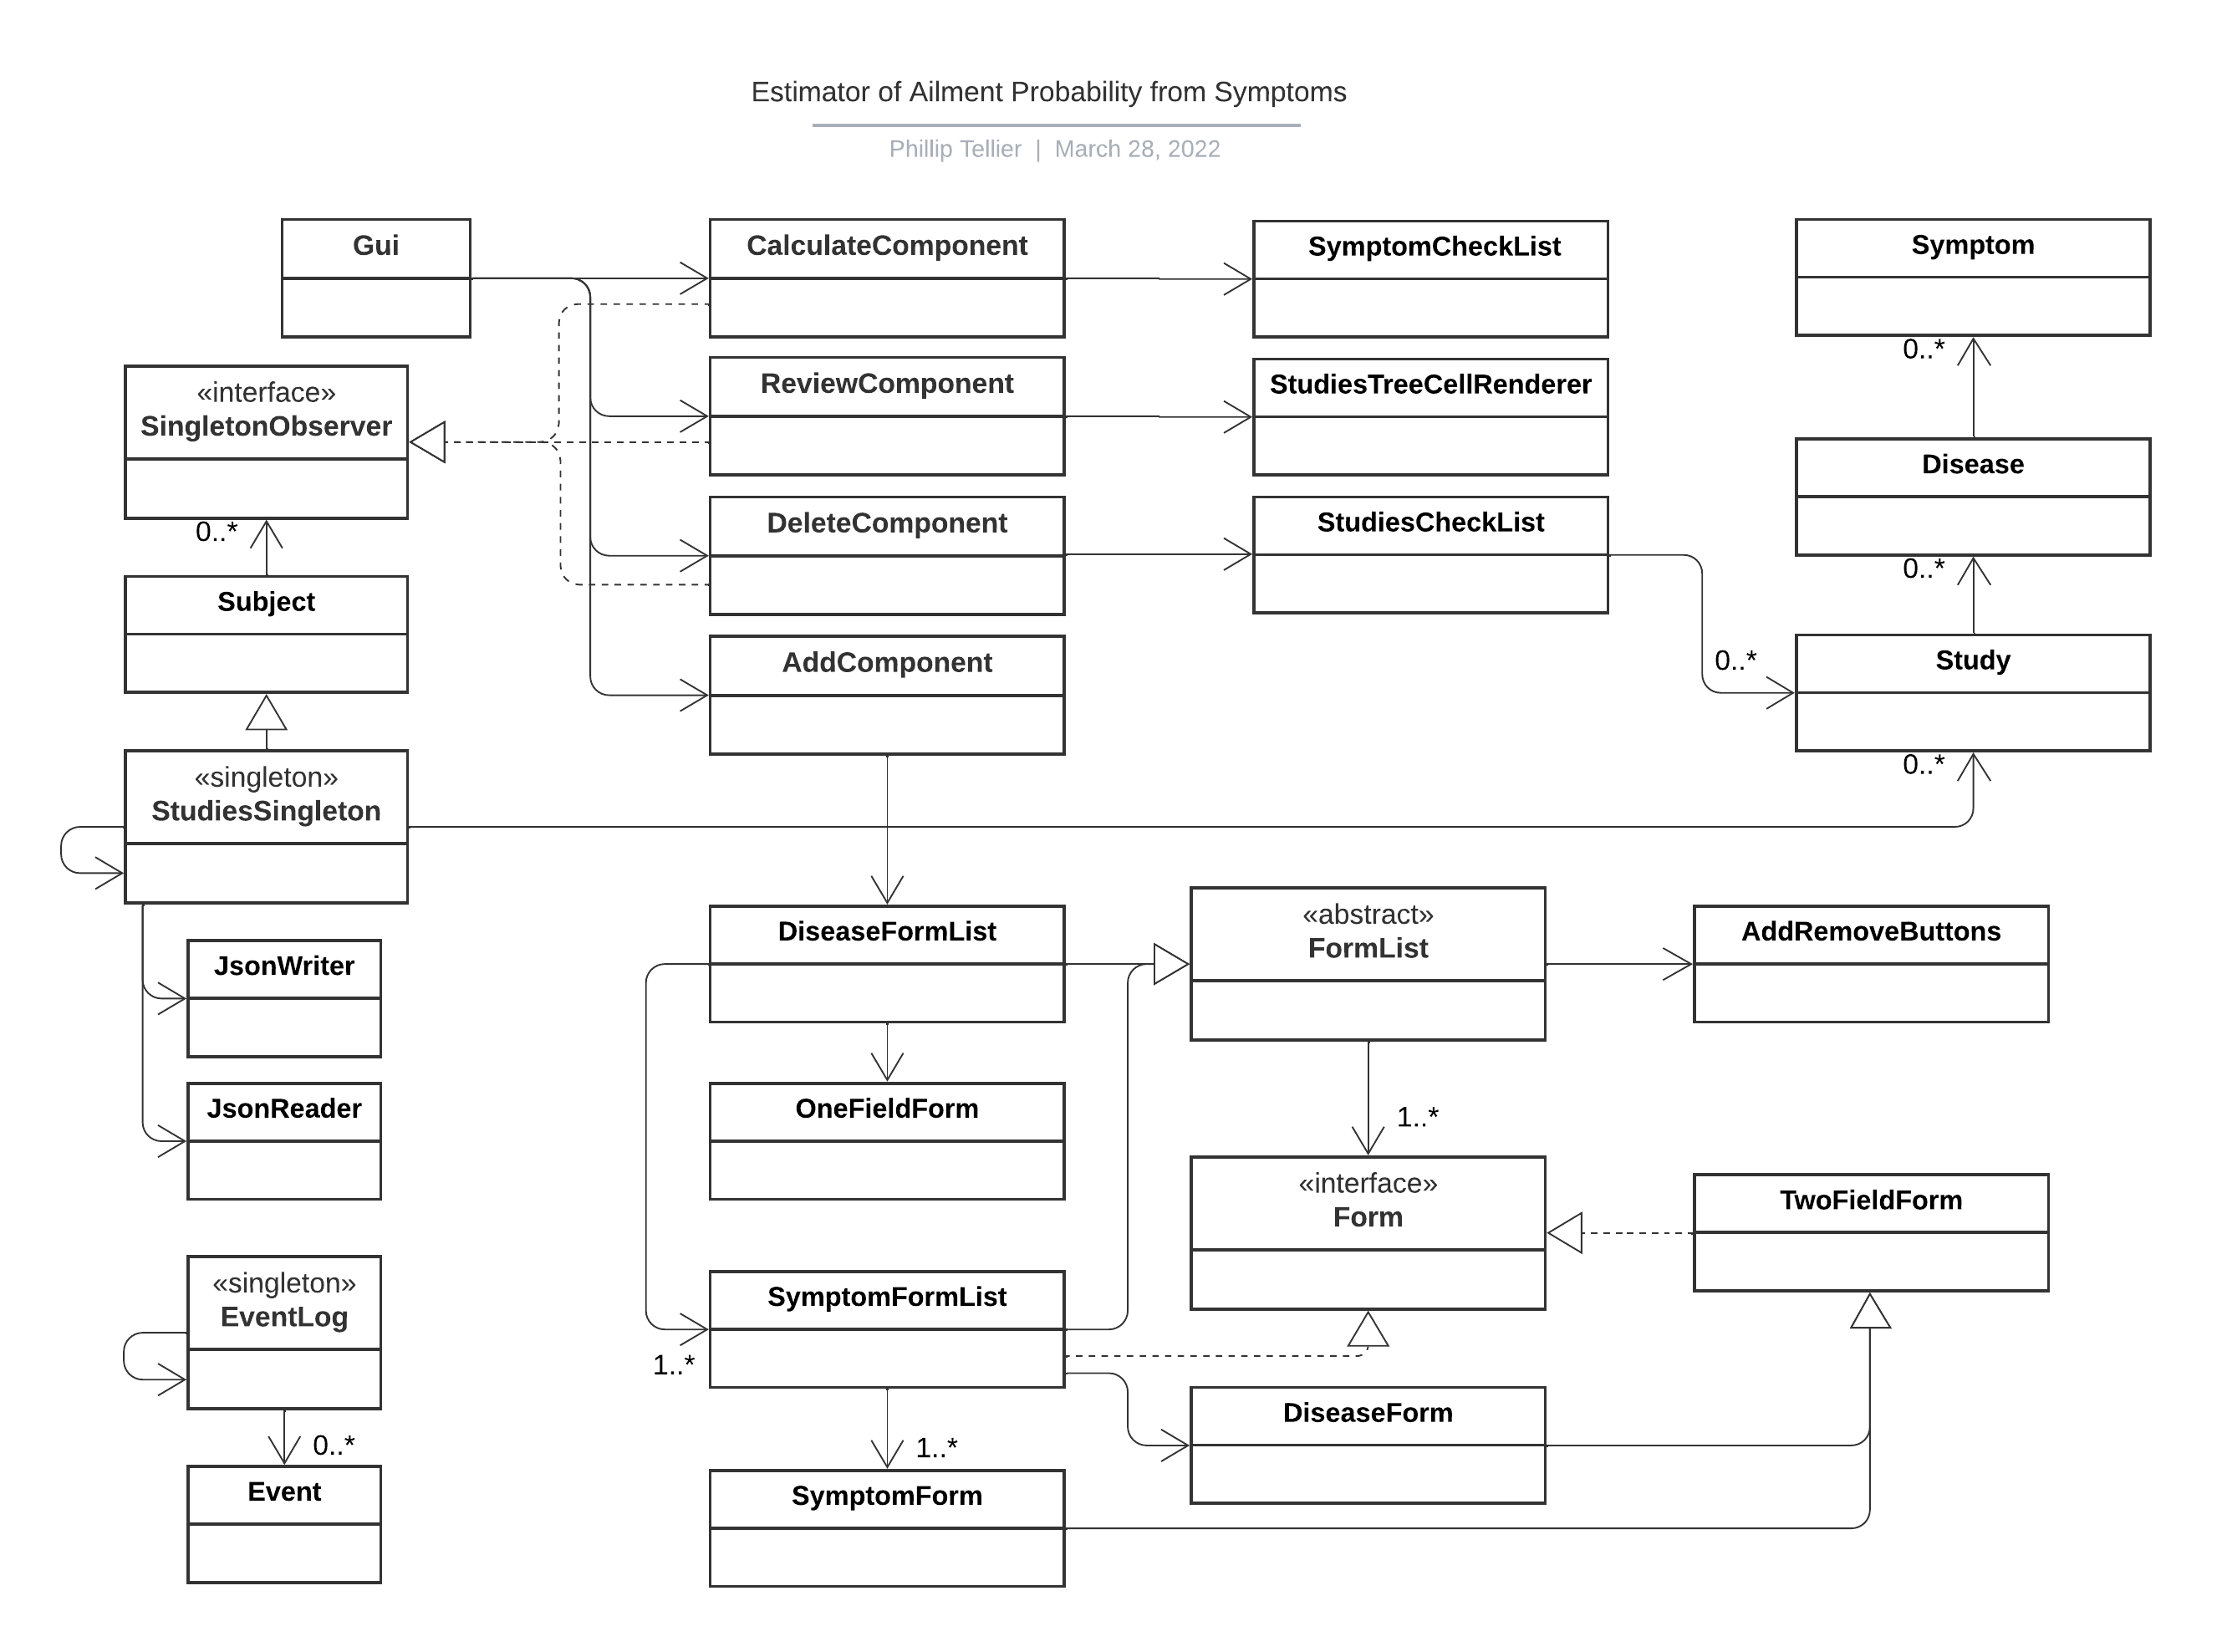 Estimator of Ailment Probability from Symptoms
Phillip Tellier | March 28, 2022
Gui
CalculateComponent
SymptomCheckList
Symptom
0..*
«interface»
SingletonObserver
0..*
ReviewComponent
StudiesTreeCellRenderer
Disease
0..*
DeleteComponent
StudiesCheckList
0..*
Subject
AddComponent
Study
0..*
«singleton»
StudiesSingleton
JsonWriter
JsonReader
DiseaseFormList
«abstract»
FormList
AddRemoveButtons
OneFieldForm
1..*
«interface»
Form
TwoFieldForm
«singleton»
EventLog
0..*
Event
SymptomFormList
1..*
1..*
DiseaseForm
SymptomForm